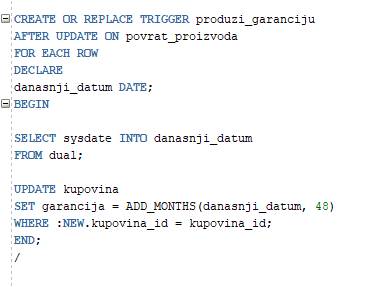 CREATE OR REPLACE TRIGGER produzi_garanciju
AFTER UPDATE ON povrat_proizvoda
FOR EACH ROW
DECLARE
danasnji_datum DATE;
BEGIN
SELECT sysdate INTO danasnji_datum
FROM dual;
UPDATE kupovina
SET garancija = ADD_MONTHS(danasnji_datum, 48)
WHERE :NEW.kupovina_id = kupovina_id;
END;
/